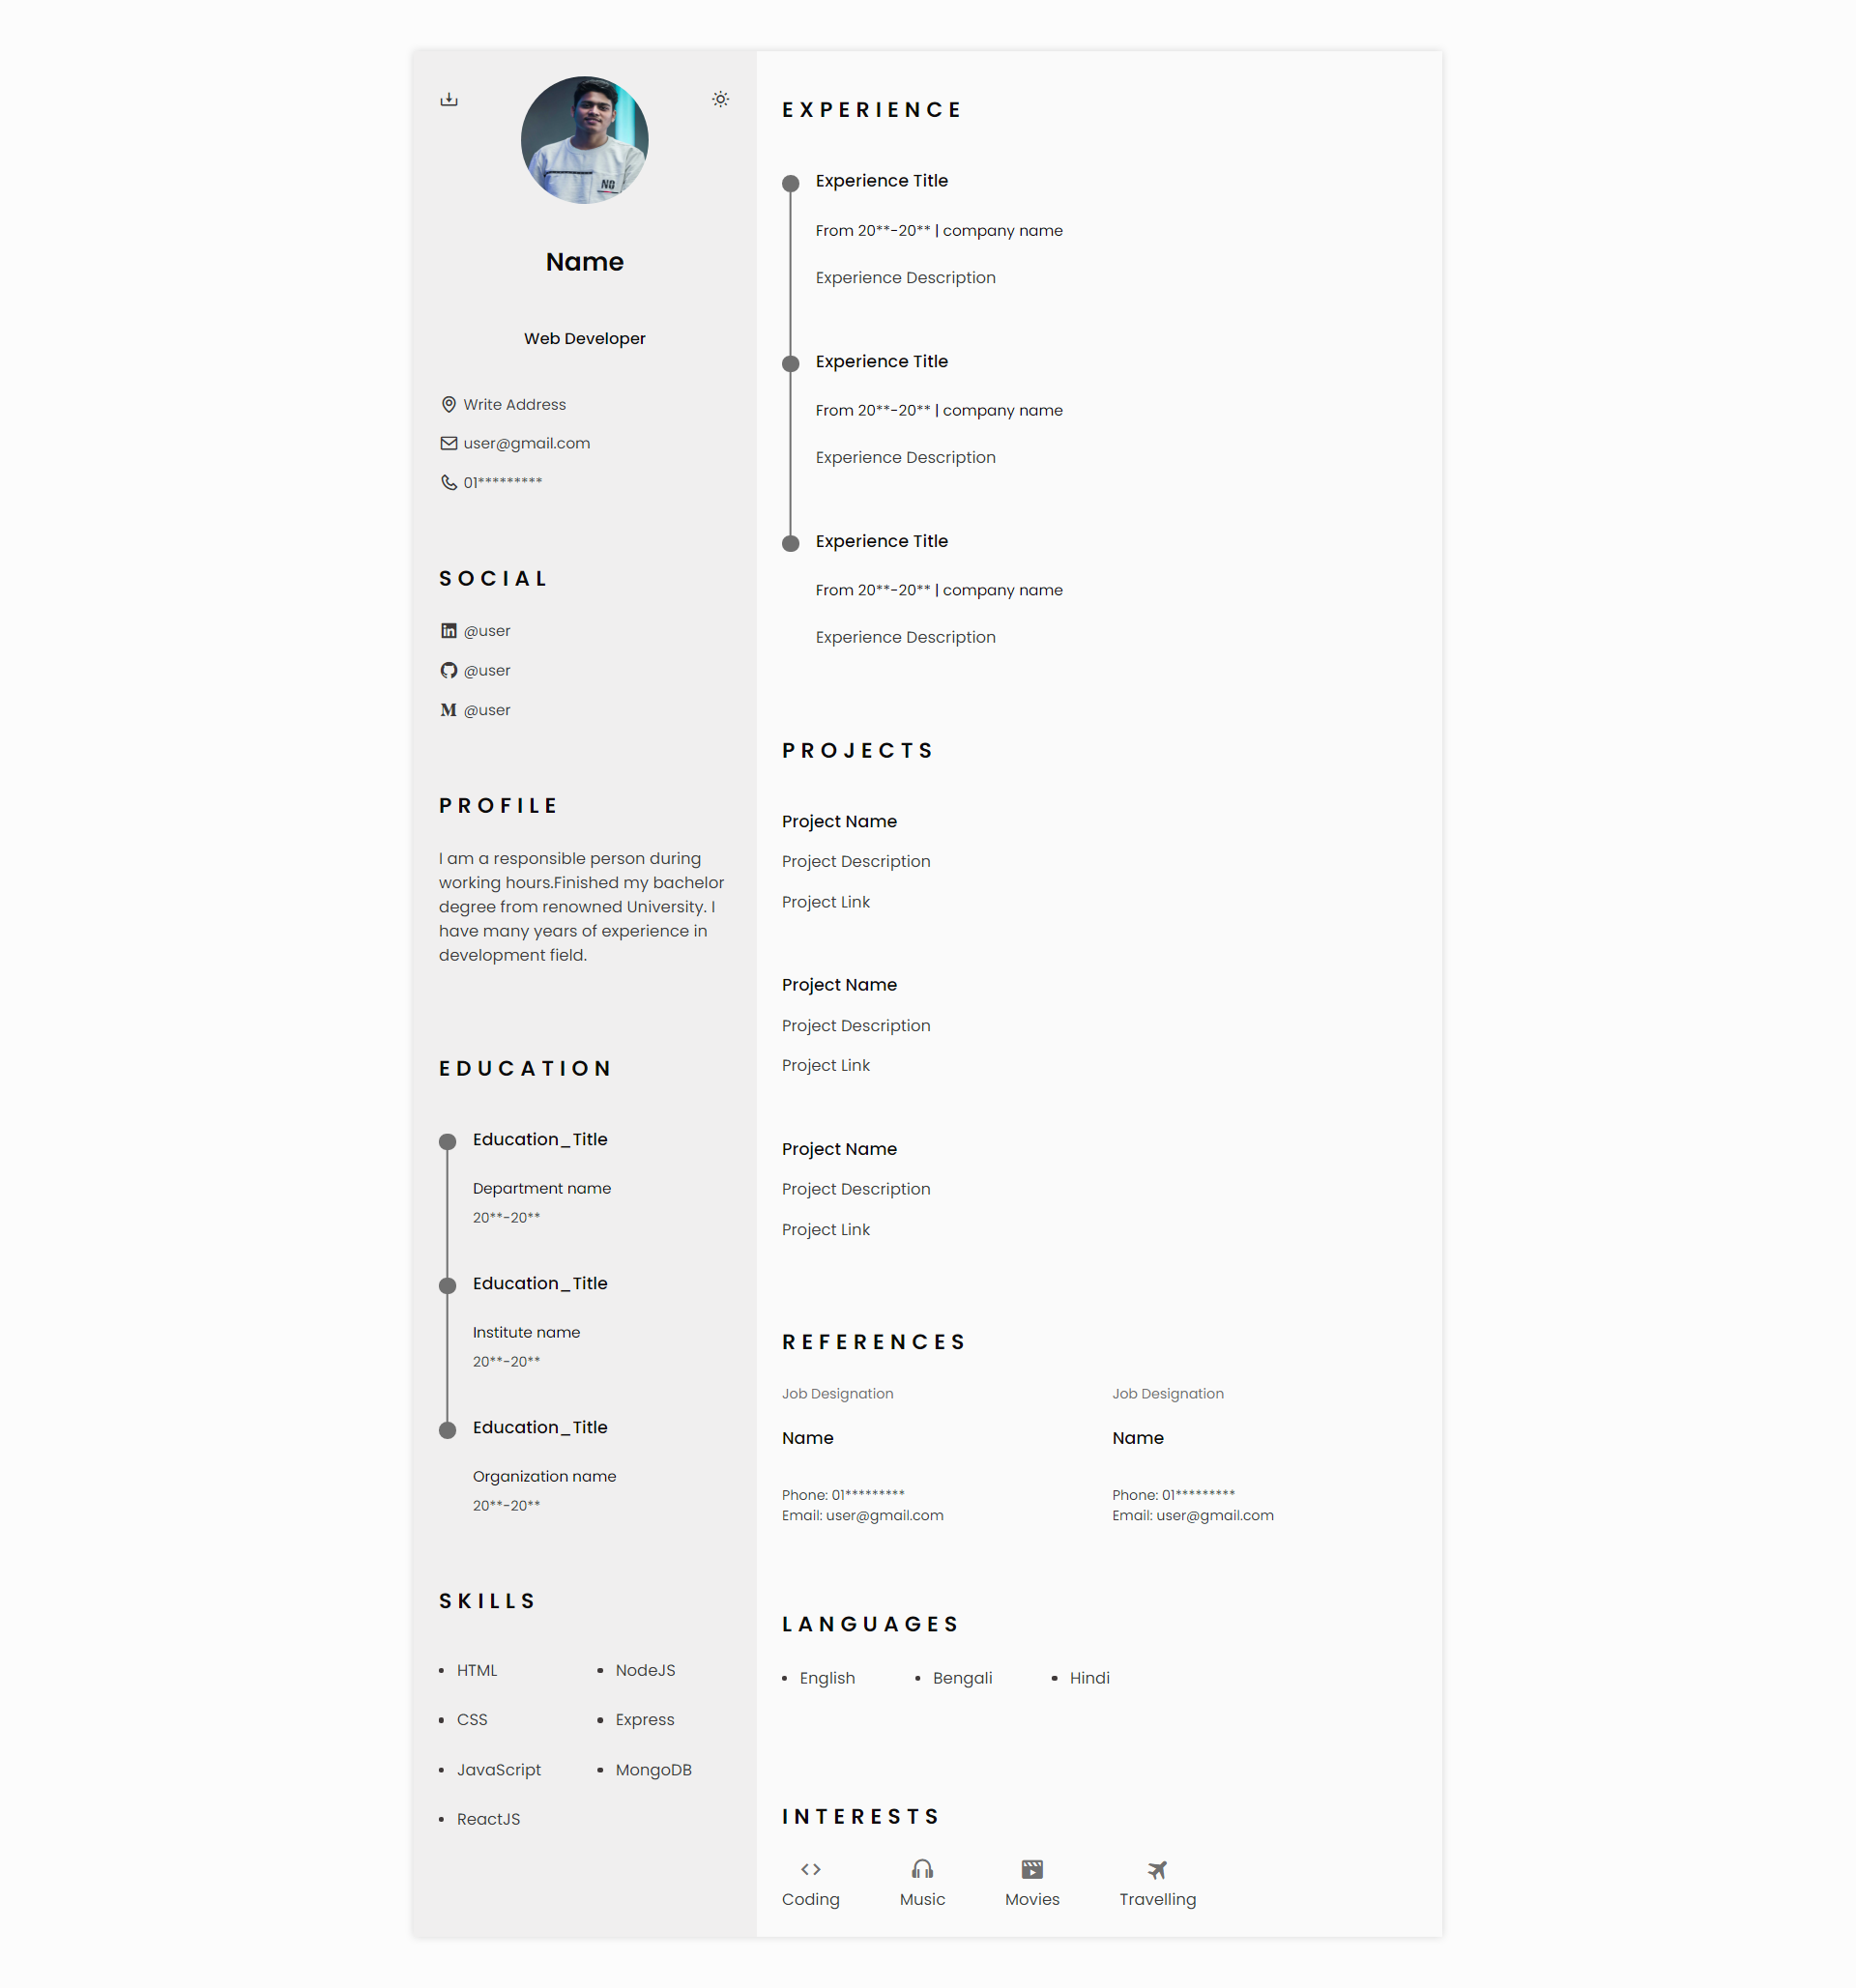 NO
Name
Web Developer
Write Address
user@gmail.com
01*********
SOCIAL
@user
@user
@user
PROFILE
I am a responsible person during
working hours.Finished my bachelor
degree from renowned University. I
have many years of experience in
development field.
EDUCATION
Education_Title
Department name
20**-20**
Education_Title
Institute name
20**-20**
Education_Title
Organization name
20**-20**
SKILLS
HTML
CSS
JavaScript
ReactJS
NodeJS
Express
MongoDB
EXPERIENCE
Experience Title
From 20**-20** | company name
Experience Description
Experience Title
From 20**-20** | company name
Experience Description
Experience Title
From 20**-20** | company name
Experience Description
PROJECTS
Project Name
Project Description
Project Link
Project Name
Project Description
Project Link
Project Name
Project Description
Project Link
REFERENCES
Job Designation
Name
Phone: 01*********
Email: user@gmail.com
Job Designation
Name
Phone: 01*********
Email: user@gmail.com
LANGUAGES
English
Bengali
Hindi
INTERESTS
Coding
Music
Movies
Travelling